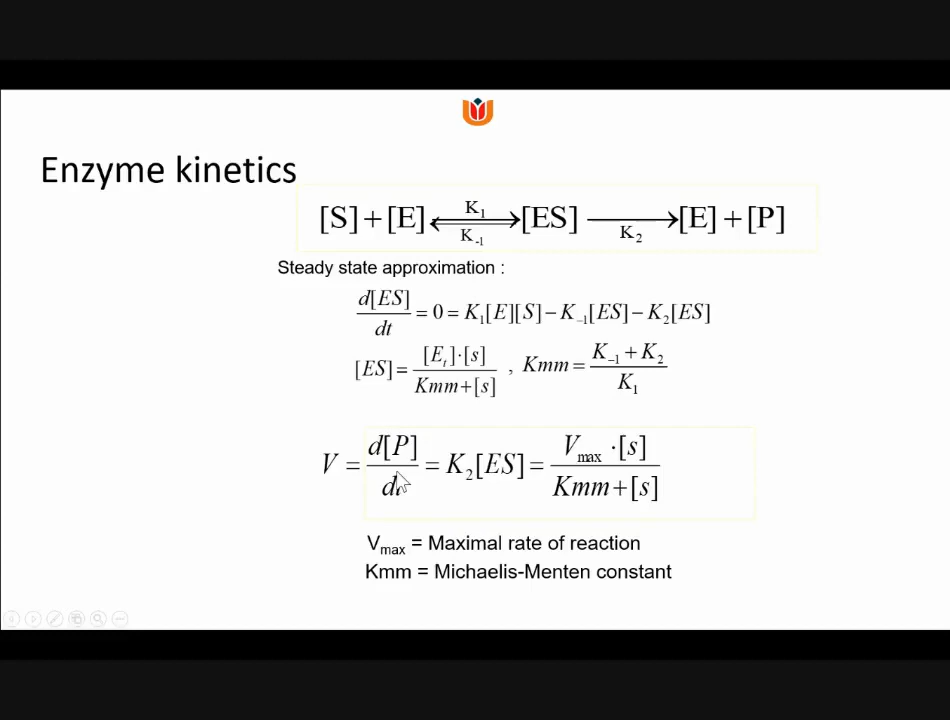 Enzyme kinetics
[S] + [E] ⇌ [ES] ⟶ [E] + [P]
K₁ K₋₁ K₂
Steady state approximation :
d[ES]/dt = 0 = K₁[E][S] − K₋₁[ES] − K₂[ES]
[ES] = [Eₜ]·[s] / Kmm + [s] , Kmm = K₋₁ + K₂ / K₁
V = d[P]/d = K₂[ES] = Vmax ·[s] / Kmm + [s]
Vmax = Maximal rate of reaction
Kmm = Michaelis-Menten constant